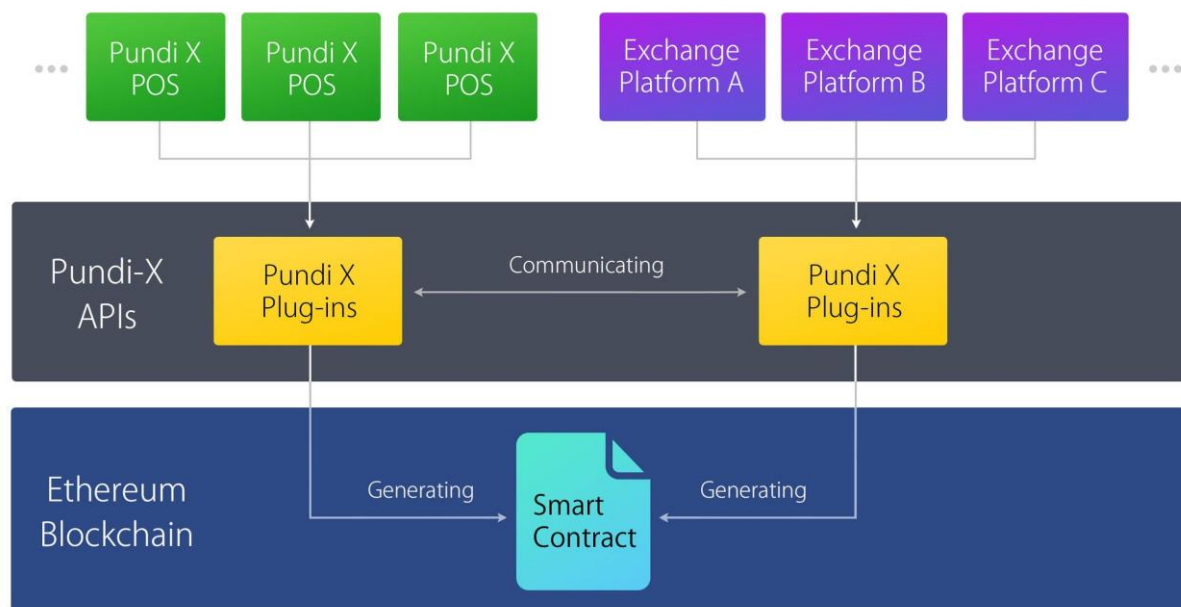 Pundi X
POS
Pundi X
POS
Pundi X
POS
Exchange
Platform A
Exchange
Platform B
Exchange
Platform C
Pundi-X
APIs
Pundi X
Plug-ins
Communicating
Pundi X
Plug-ins
Ethereum
Blockchain
Generating
Smart
Contract
Generating